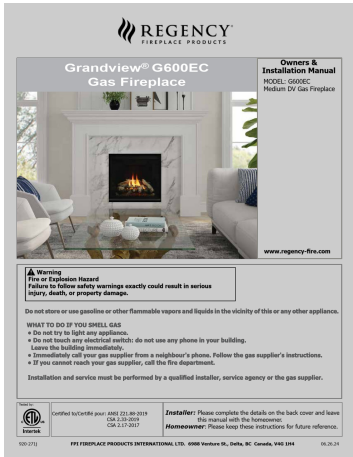 REGENCY®
FIREPLACE PRODUCTS
Grandview® G600EC
Gas Fireplace
Owners &
Installation Manual
MODEL: G600EC
Medium DV Gas Fireplace
www.regency-fire.com
Warning
Fire or Explosion Hazard
Failure to follow safety warnings exactly could result in serious
injury, death, or property damage.
Do not store or use gasoline or other flammable vapors and liquids in the vicinity of this or any other appliance.
WHAT TO DO IF YOU SMELL GAS
• Do not try to light any appliance.
• Do not touch any electrical switch: do not use any phone in your building.
Leave the building immediately.
• Immediately call your gas supplier from a neighbour's phone. Follow the gas supplier's instructions.
• If you cannot reach your gas supplier, call the fire department.
Installation and service must be performed by a qualified installer, service agency or the gas supplier.
Tested by:
Intertek
Certified to/Certifié pour: ANSI Z21.88-2019
CSA 2.33-2019
CSA 2.17-2017
Installer: Please complete the details on the back cover and leave
this manual with the homeowner.
Homeowner: Please keep these instructions for future reference.
920-271j
FPI FIREPLACE PRODUCTS INTERNATIONAL LTD. 6988 Venture St., Delta, BC Canada, V4G 1H4
06.26.24